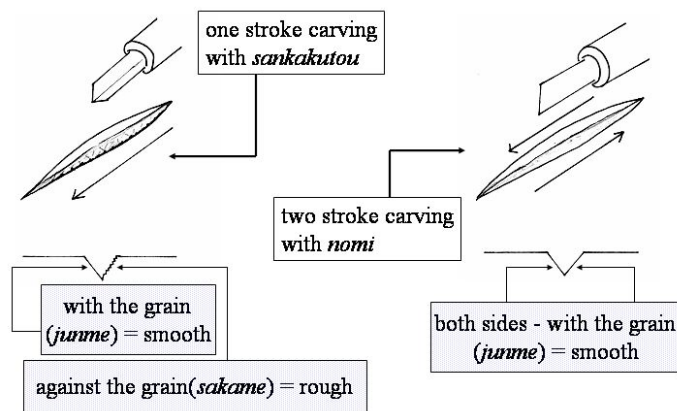 one stroke carving
with sankakutou
two stroke carving
with nomi
with the grain
(junme) = smooth
against the grain(sakame) = rough
both sides - with the grain
(junme) = smooth